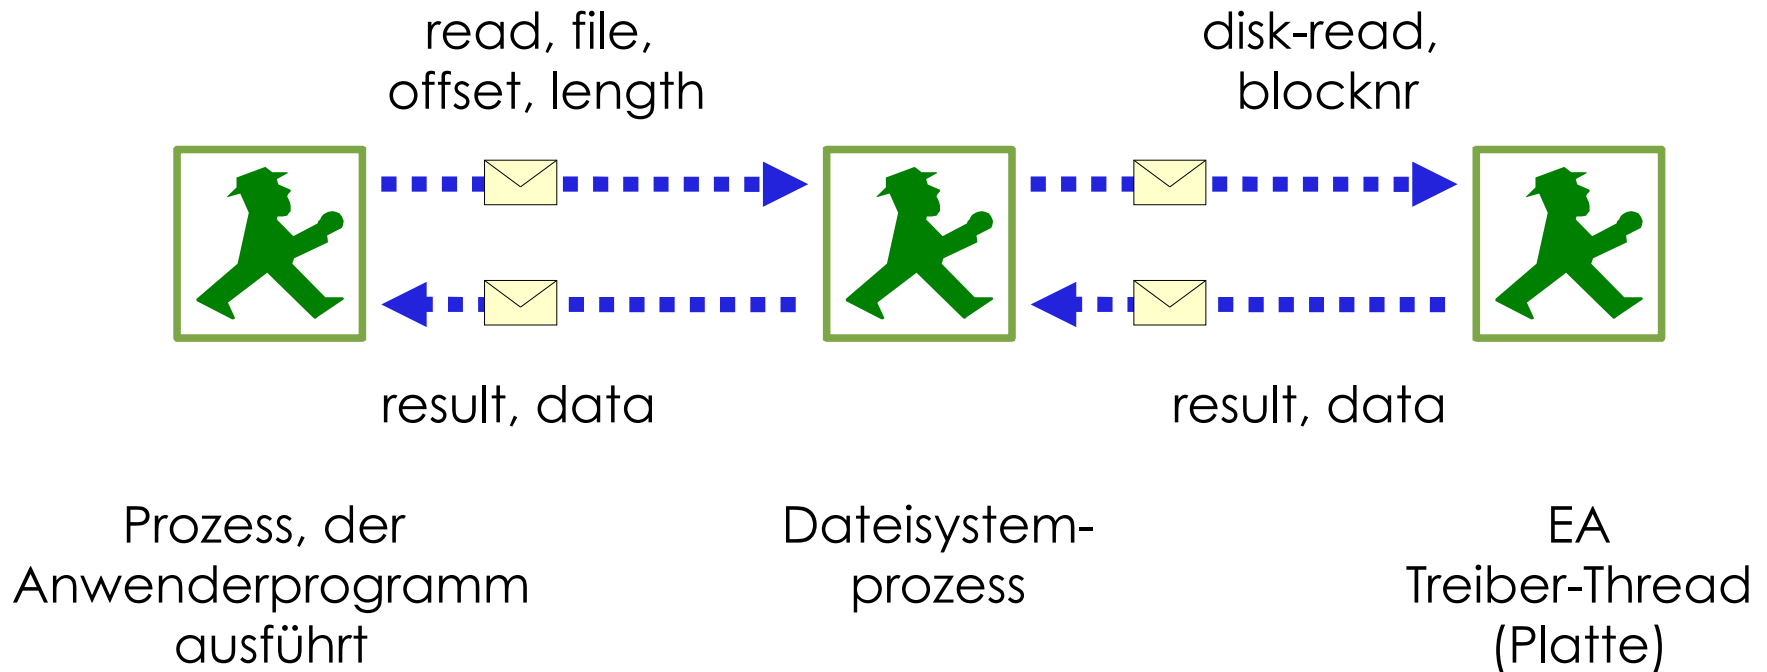 read, file,
offset, length
disk-read,
blocknr
result, data
result, data
Prozess, der
Anwenderprogramm
ausführt
Dateisystem-
prozess
EA
Treiber-Thread
(Platte)